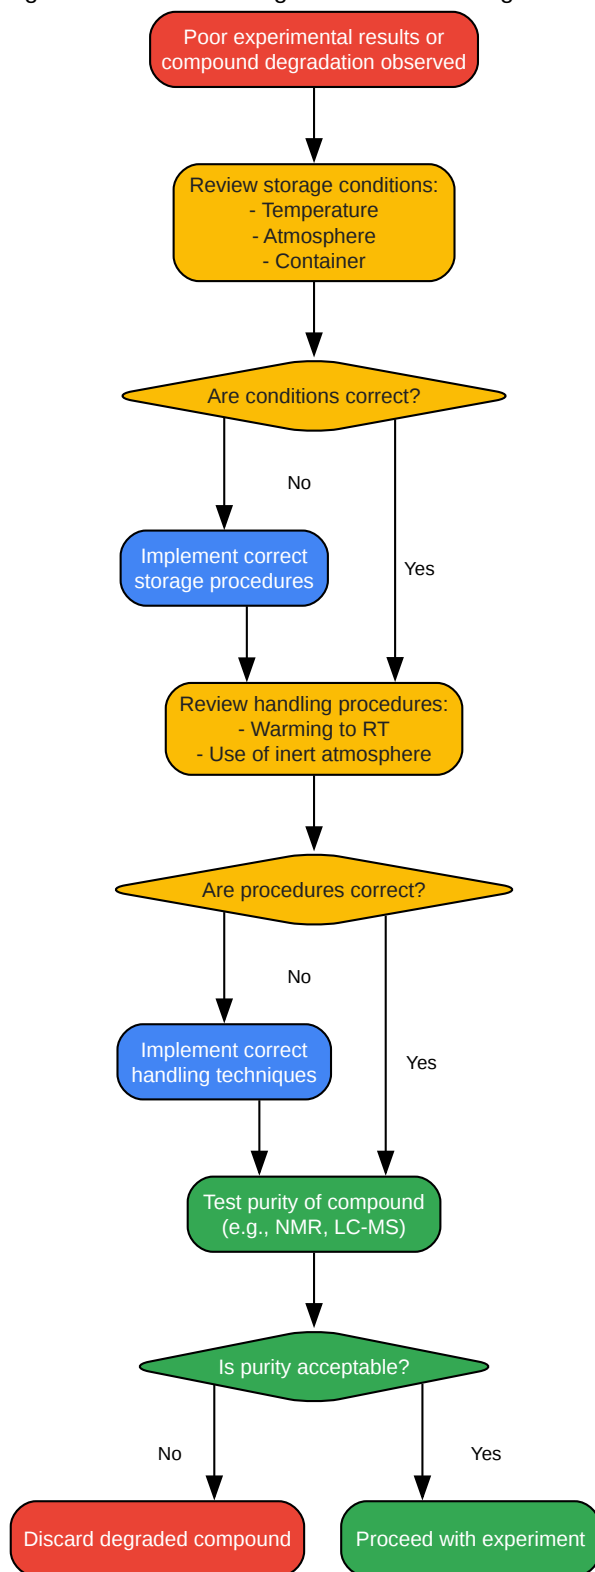 Poor experimental results or
compound degradation observed
Review storage conditions:
- Temperature
- Atmosphere
- Container
Are conditions correct?
No
Yes
Implement correct
storage procedures
Review handling procedures:
- Warming to RT
- Use of inert atmosphere
Are procedures correct?
No
Yes
Implement correct
handling techniques
Test purity of compound
(e.g., NMR, LC-MS)
Is purity acceptable?
No
Yes
Discard degraded compound
Proceed with experiment